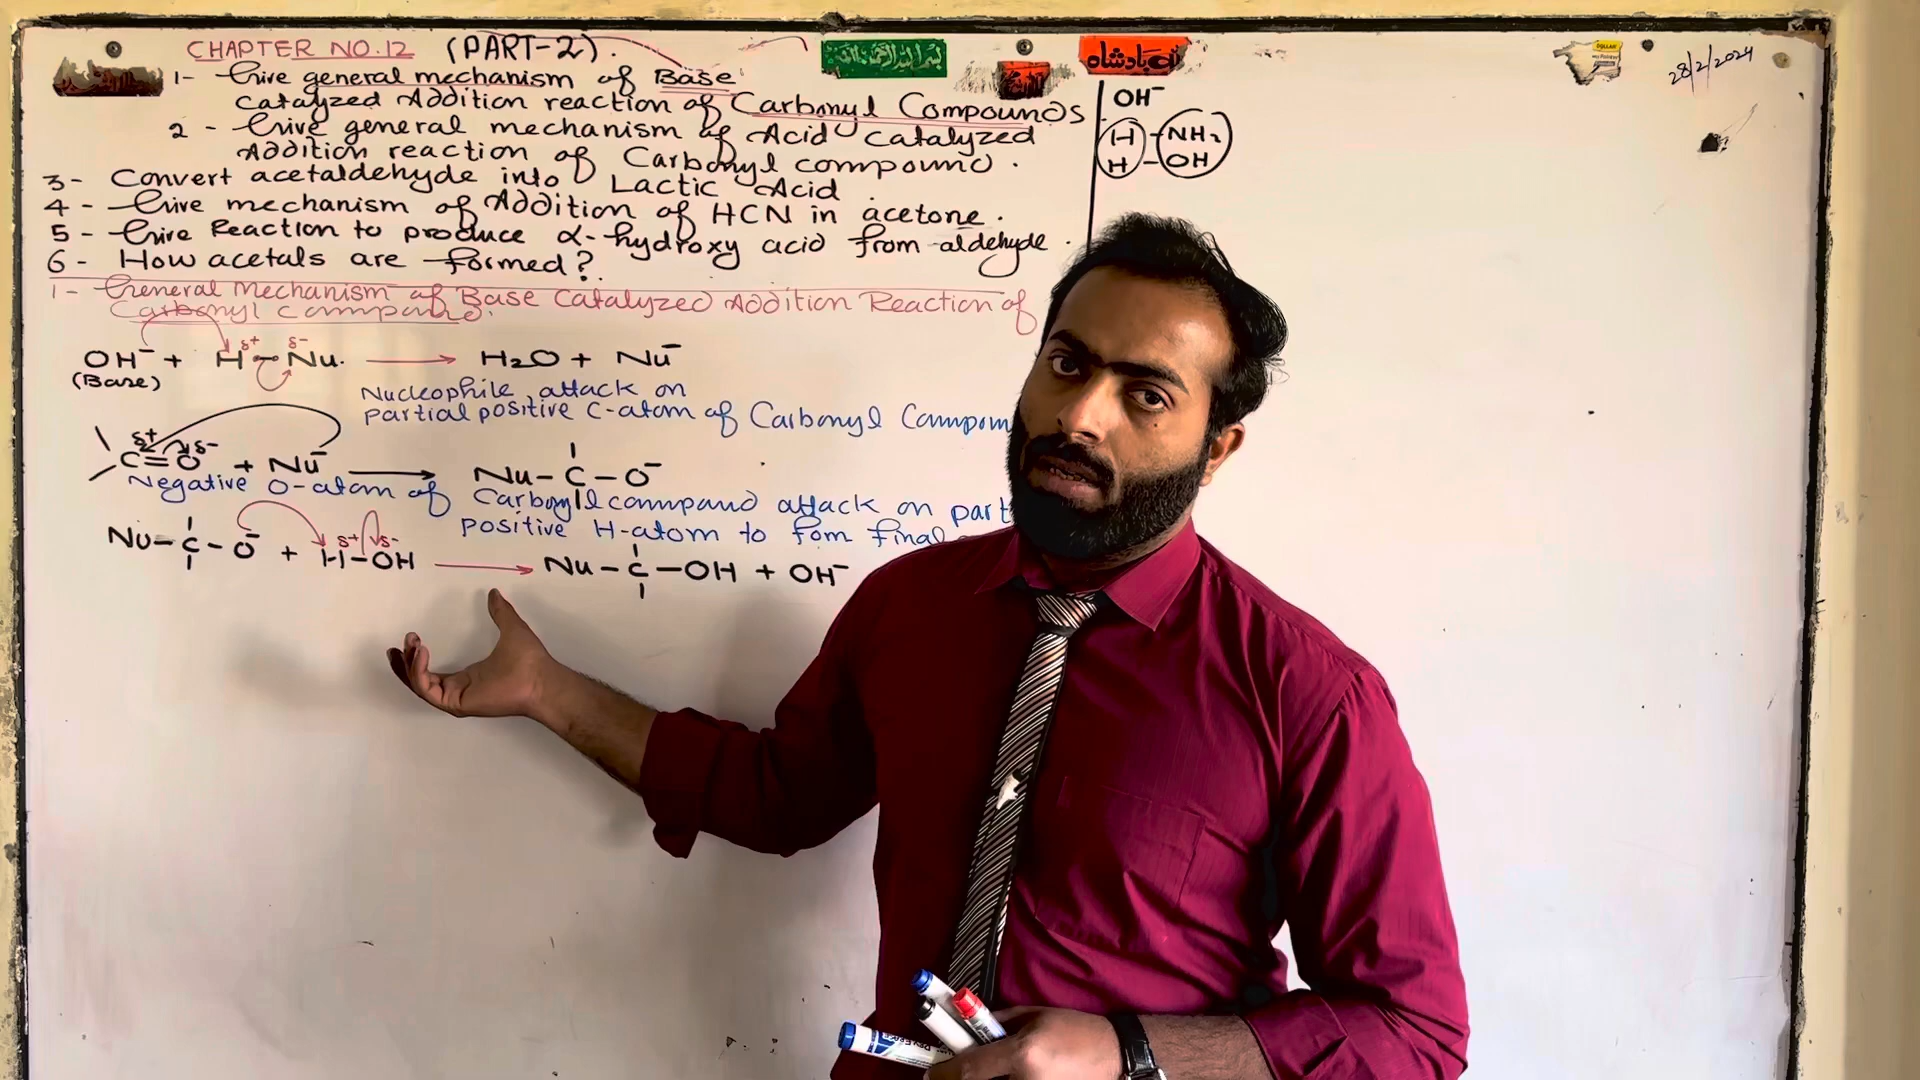 CHAPTER NO.12 (PART-2).
1- Give general mechanism of Base
Catalyzed Addition reaction of Carbonyl Compounds
2 - Give general mechanism of Acid Catalyzed
Addition reaction of Carbonyl compound .
3- Convert acetaldehyde into Lactic Acid .
4 - Give mechanism of Addition of HCN in acetone .
5 - Give Reaction to produce α-hydroxy acid from aldehyde .
6 - How acetals are formed?
1- General Mechanism of Base Catalyzed Addition Reaction of
Carbonyl Compound.
δ+ δ-
OH⁻ + H — Nu. → H₂O + Nu⁻
(Base)
Nucleophile attack on
partial positive C-atom of Carbonyl Compoun
δ+ δ-
C=O + Nu⁻ → Nu-C-O⁻
Negative O-atom of Carbonyl compound attack on part
positive H-atom to fom final
δ+ δ-
Nu-C-O⁻ + H-OH → Nu-C-OH + OH⁻
OH⁻
H - NH₂
H - OH
بادشاہ
DOLLAR
28/2/2024